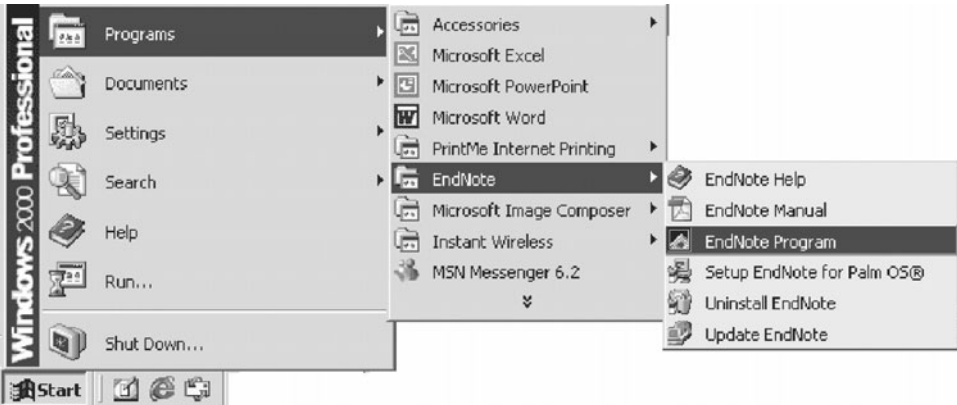 Windows 2000 Professional
Programs
Documents
Settings
Search
Help
Run...
Shut Down...
Start
Accessories
Microsoft Excel
Microsoft PowerPoint
Microsoft Word
PrintMe Internet Printing
EndNote
Microsoft Image Composer
Instant Wireless
MSN Messenger 6.2
EndNote Help
EndNote Manual
EndNote Program
Setup EndNote for Palm OS®
Uninstall EndNote
Update EndNote